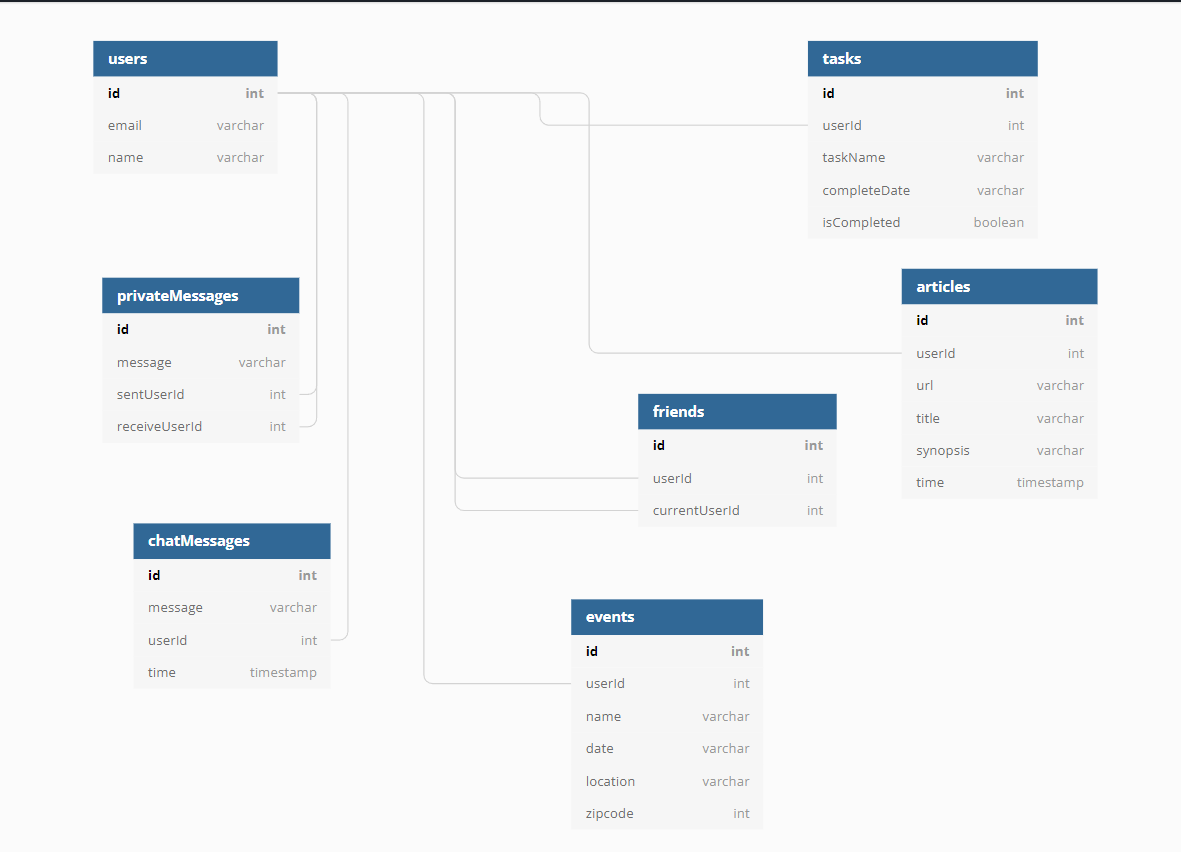 users
id int
email varchar
name varchar
tasks
id int
userId int
taskName varchar
completeDate varchar
isCompleted boolean
privateMessages
id int
message varchar
sentUserId int
receiveUserId int
articles
id int
userId int
url varchar
title varchar
synopsis varchar
time timestamp
friends
id int
userId int
currentUserId int
chatMessages
id int
message varchar
userId int
time timestamp
events
id int
userId int
name varchar
date varchar
location varchar
zipcode int